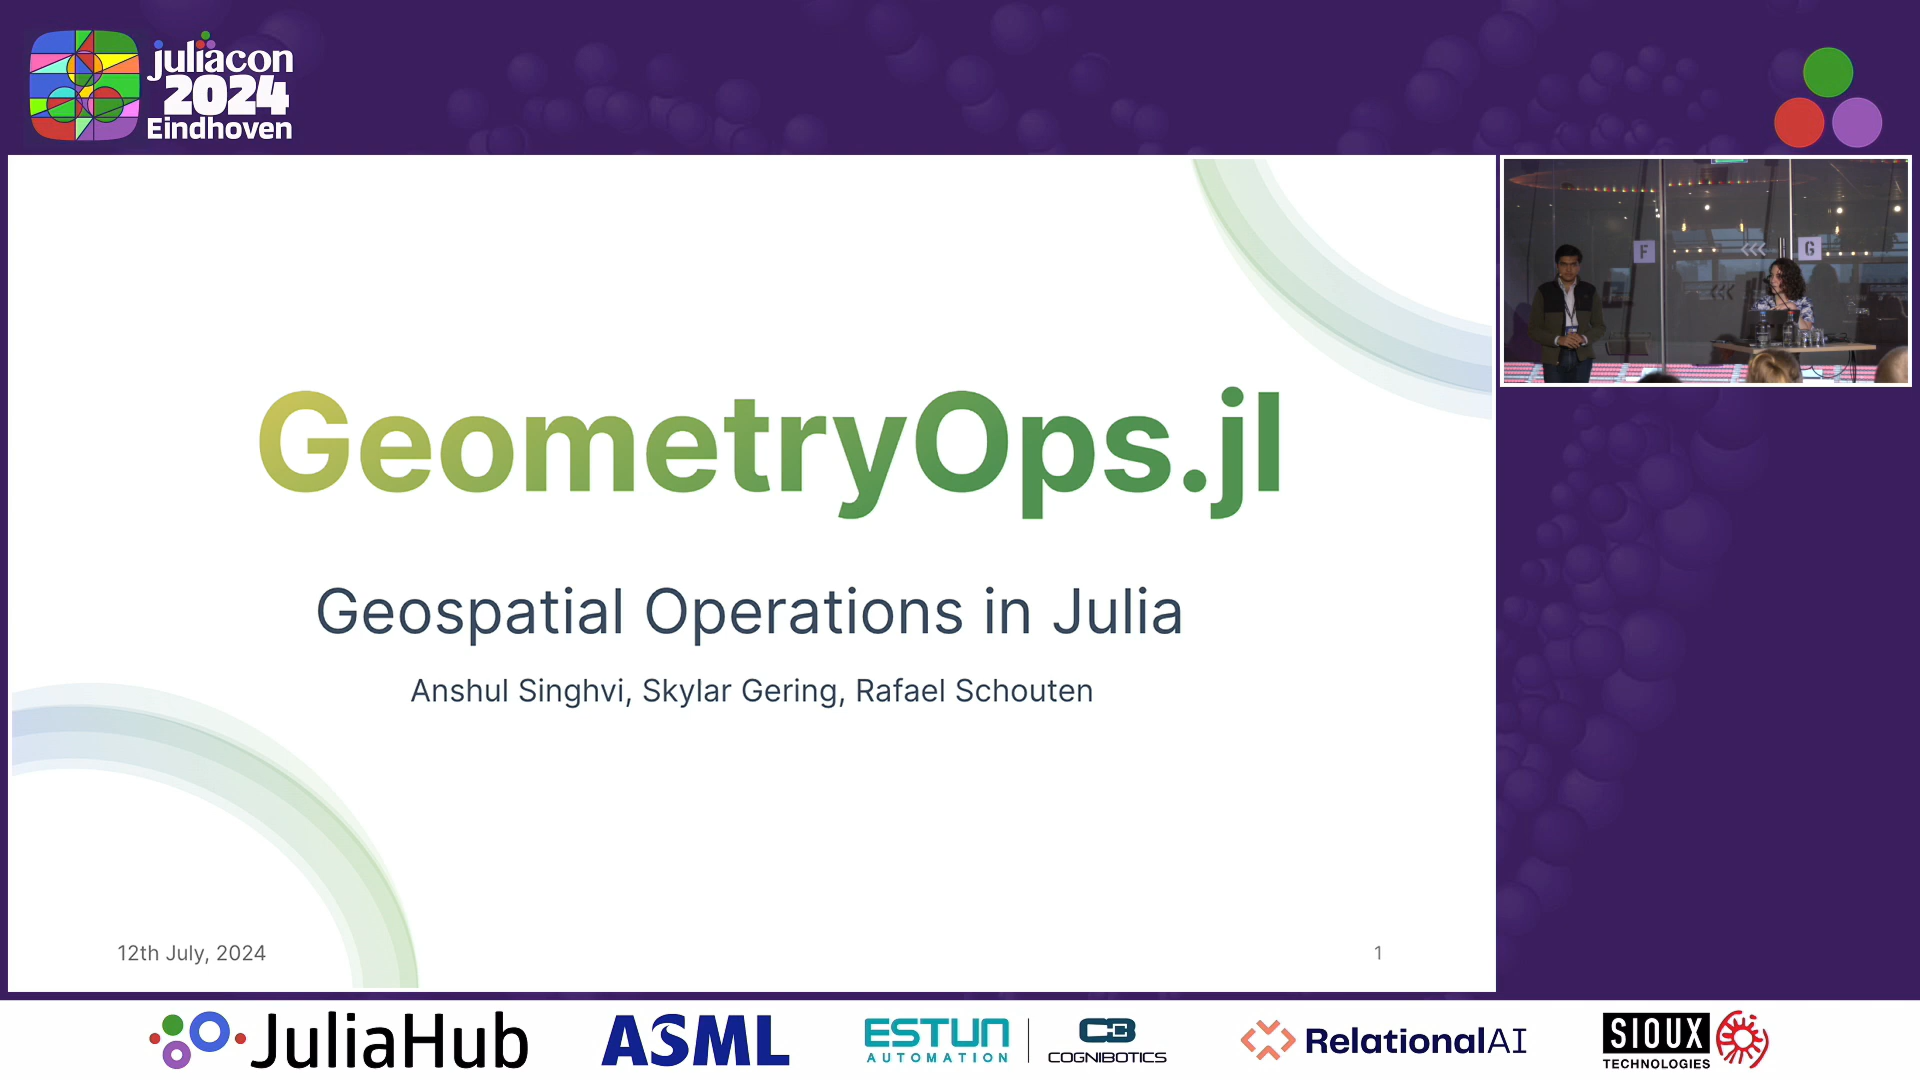 juliacon
2024
Eindhoven
F
G
GeometryOps.jl
Geospatial Operations in Julia
Anshul Singhvi, Skylar Gering, Rafael Schouten
12th July, 2024
1
JuliaHub
ASML
ESTUN
AUTOMATION
COGNIBOTICS
RelationalAI
SIOUX
TECHNOLOGIES